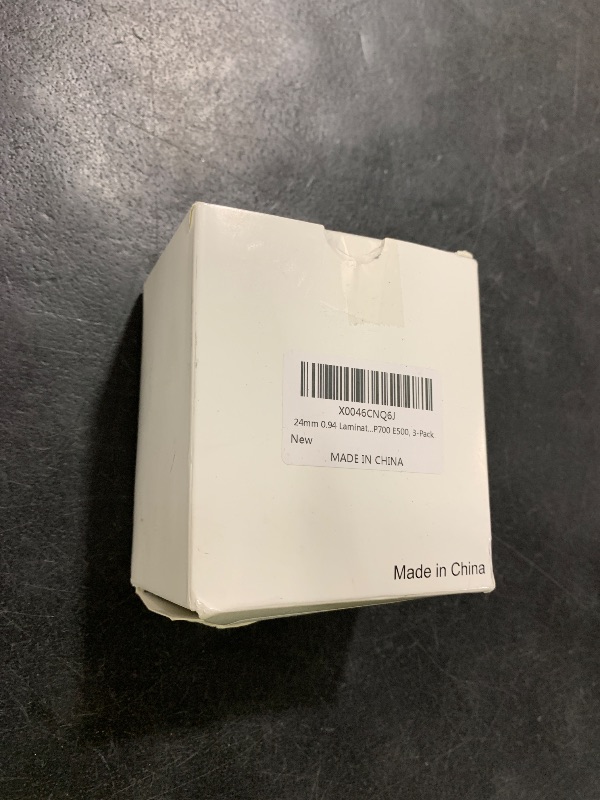 X0046CNQ6J
24mm 0.94 Laminat...P700 E500, 3-Pack,
New
MADE IN CHINA
Made in China